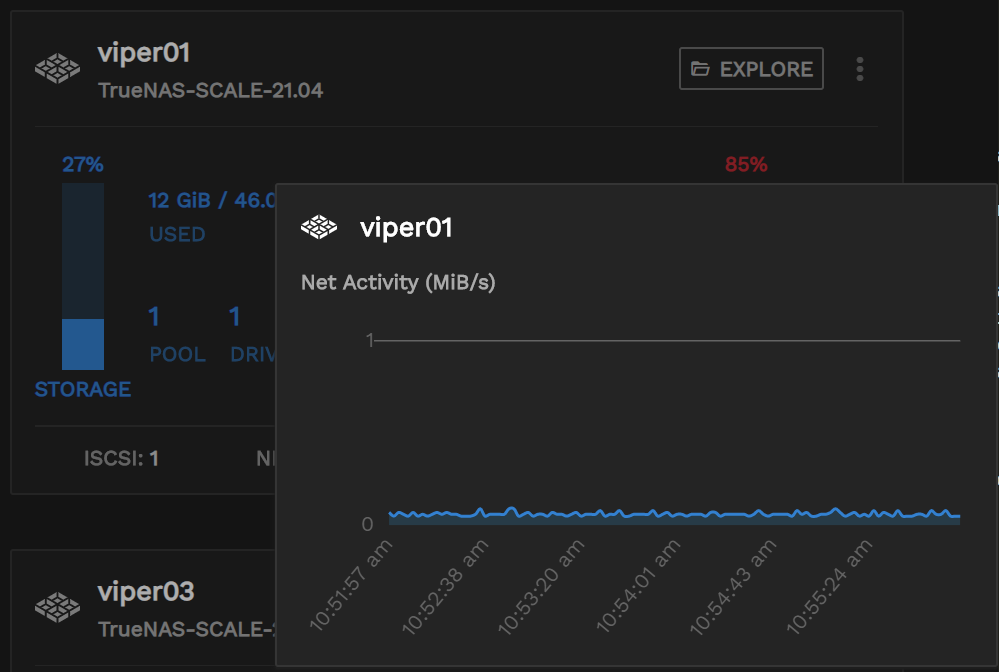 viper01
TrueNAS-SCALE-21.04
EXPLORE
27%
85%
12 GiB / 46.0
USED
1
1
POOL
DRIV
STORAGE
ISCSI: 1
viper01
Net Activity (MiB/s)
1
0
10:51:57 am
10:52:38 am
10:53:20 am
10:54:01 am
10:54:43 am
10:55:24 am
viper03
TrueNAS-SCALE-